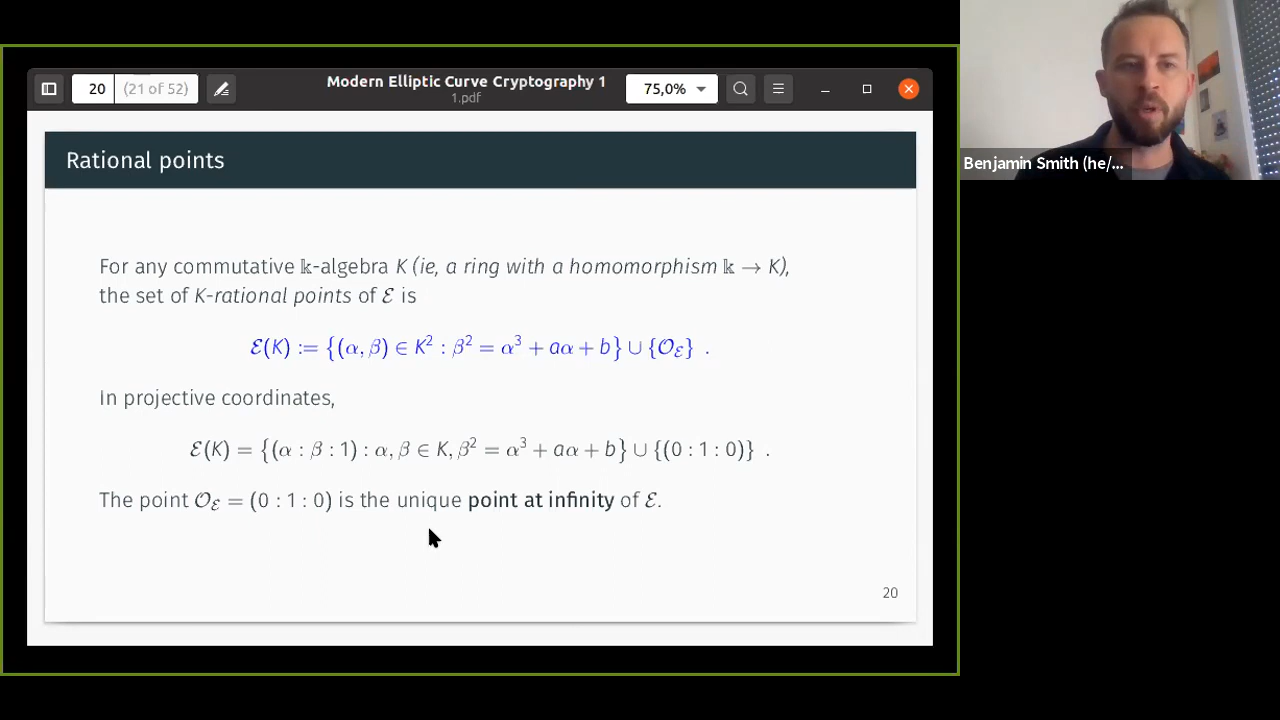 20 (21 of 52) Modern Elliptic Curve Cryptography 1 75,0%
1.pdf
Rational points
For any commutative 𝕜-algebra K (ie, a ring with a homomorphism 𝕜 → K),
the set of K-rational points of ℰ is
ℰ(K) := {(α, β) ∈ K² : β² = α³ + aα + b} ∪ {𝒪_ℰ} .
In projective coordinates,
ℰ(K) = {(α : β : 1) : α, β ∈ K, β² = α³ + aα + b} ∪ {(0 : 1 : 0)} .
The point 𝒪_ℰ = (0 : 1 : 0) is the unique point at infinity of ℰ.
20
Benjamin Smith (he/...